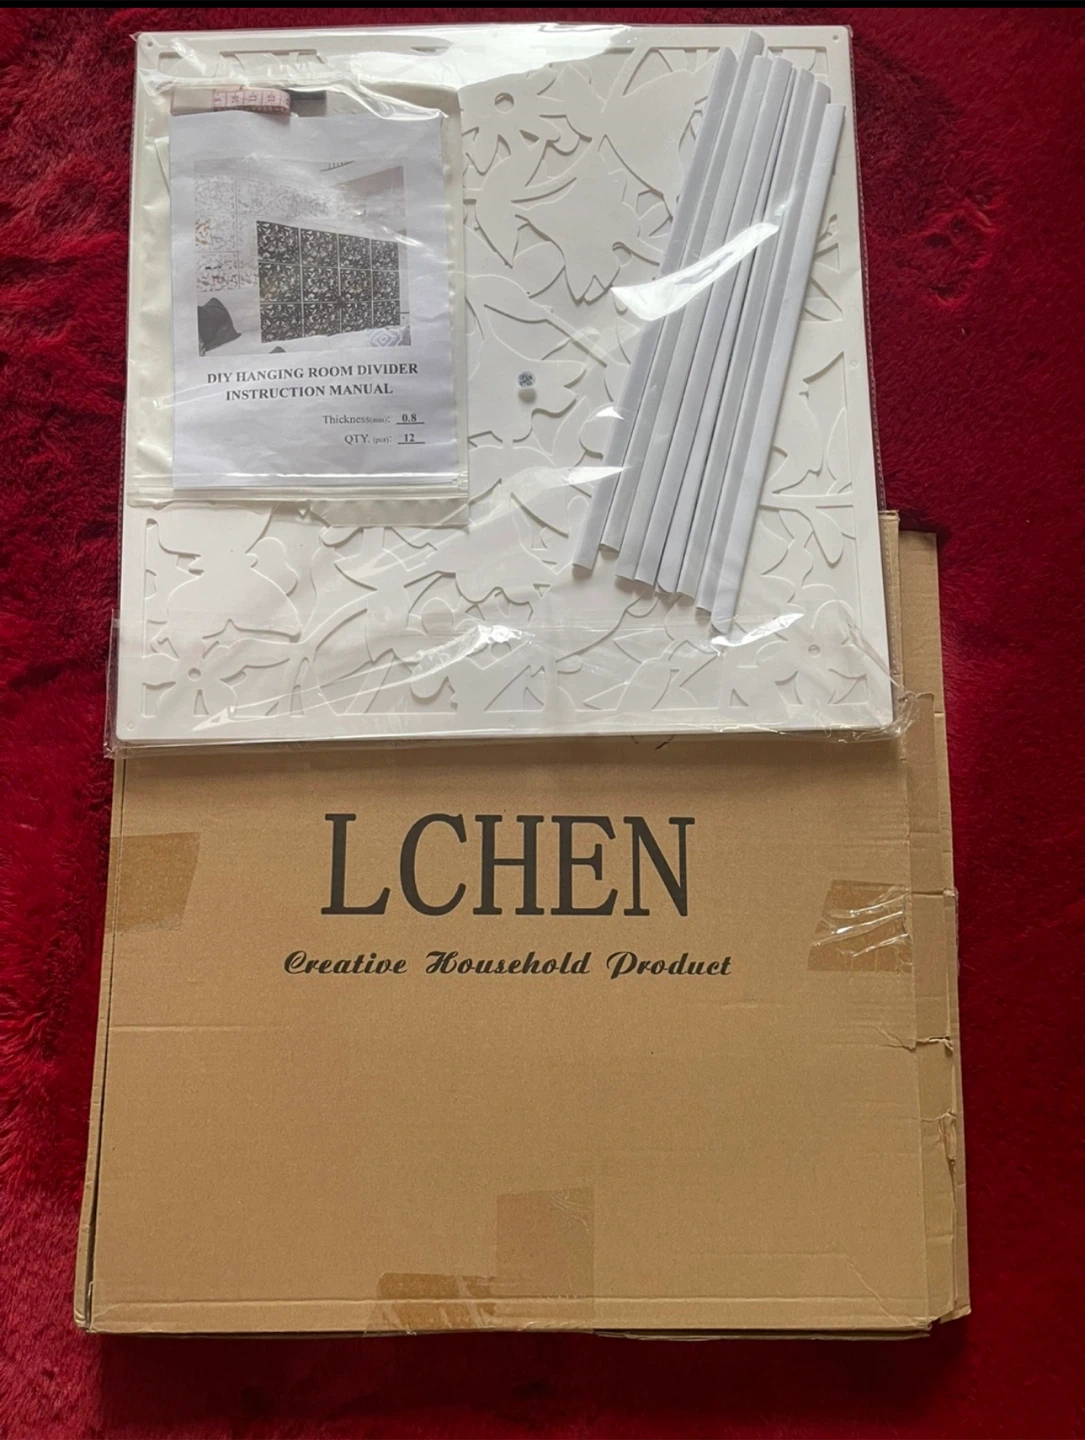 DIY HANGING ROOM DIVIDER
INSTRUCTION MANUAL
Thickness(mm): 0.8
QTY. (pcs): 12
LCHEN
Creative Household Product